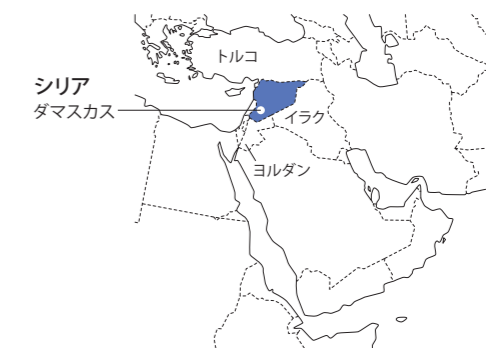 トルコ
シリア
ダマスカス
イラク
ヨルダン